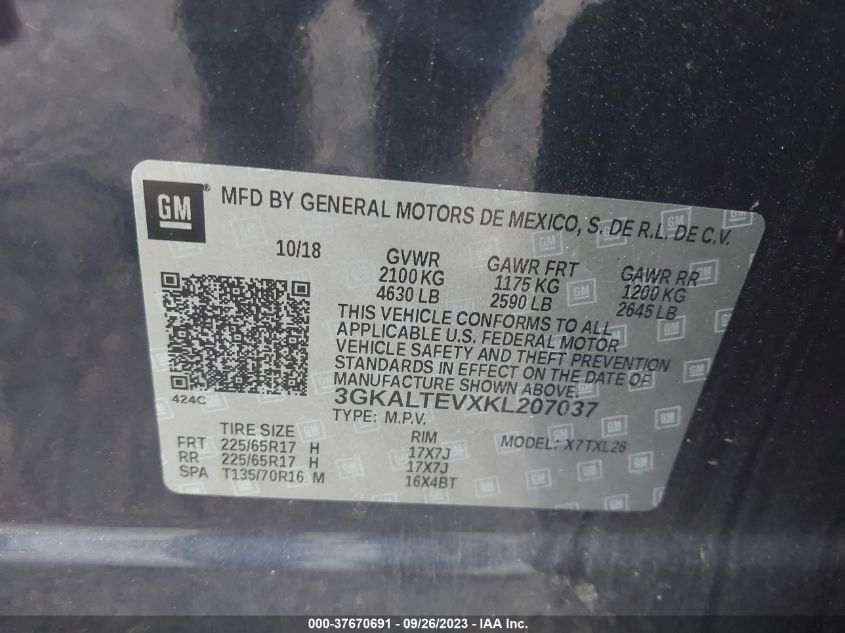 GM ® MFD BY GENERAL MOTORS DE MEXICO, S. DE R.L. DE C.V.
10/18 GVWR GAWR FRT GAWR RR
2100 KG 1175 KG 1200 KG
4630 LB 2590 LB 2645 LB
THIS VEHICLE CONFORMS TO ALL
APPLICABLE U.S. FEDERAL MOTOR
VEHICLE SAFETY AND THEFT PREVENTION
STANDARDS IN EFFECT ON THE DATE OF
MANUFACTURE SHOWN ABOVE.
424C 3GKALTEVXKL207037
TYPE: M.P.V. MODEL: X7TXL26
TIRE SIZE RIM
FRT 225/65R17 H 17X7J
RR 225/65R17 H 17X7J
SPA T135/70R16 M 16X4BT
000-37670691 - 09/26/2023 - Copyright IAA, Inc.